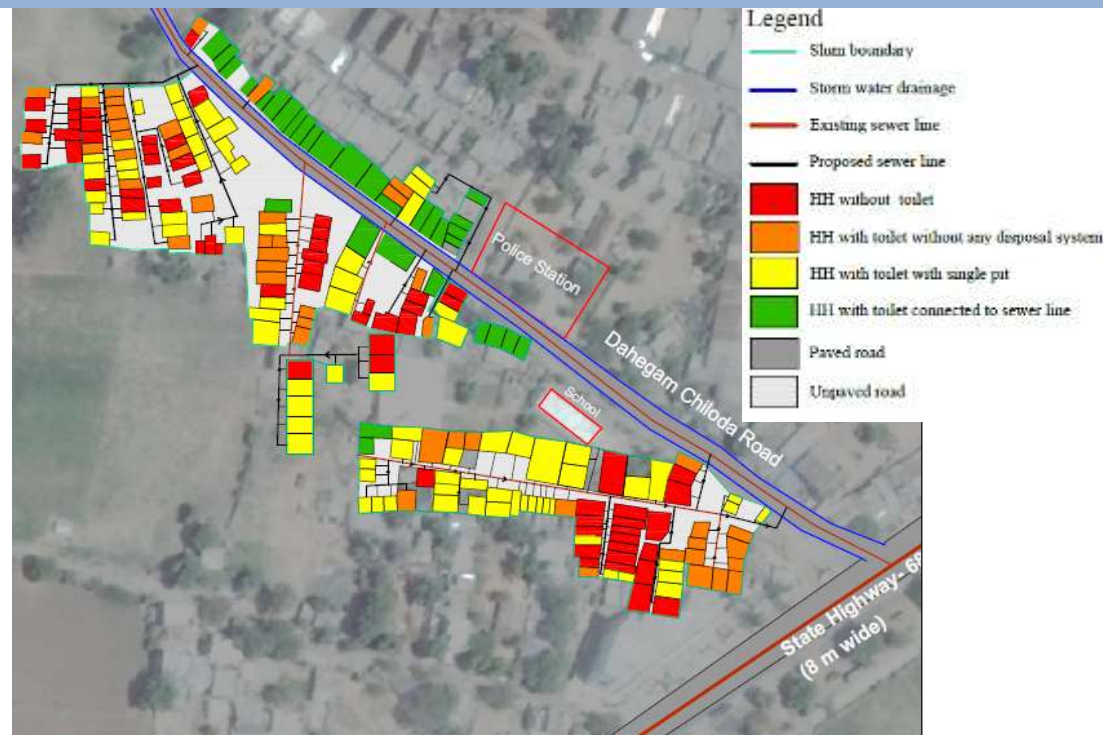 Legend
Slum boundary
Storm water drainage
Existing sewer line
Proposed sewer line
HH without toilet
HH with toilet without any disposal system
HH with toilet with single pit
HH with toilet connected to sewer line
Paved road
Unpaved road
Police Station
Dahegam Chiloda Road
School
State Highway- 68
(8 m wide)